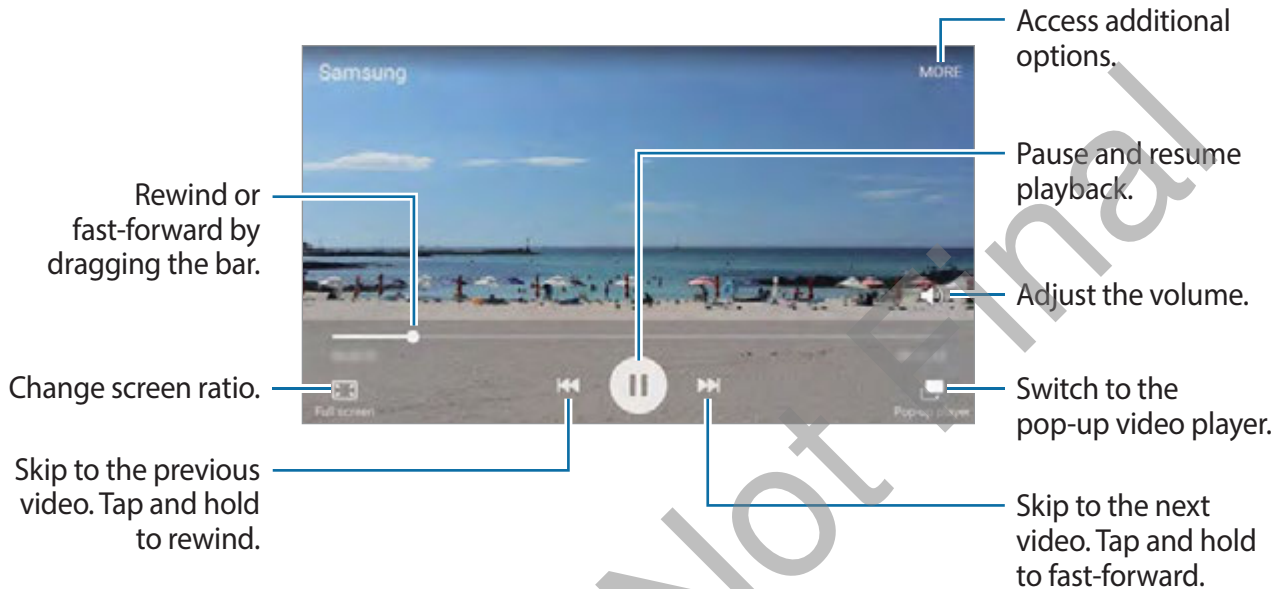 Access additional
options.
Samsung
MORE
Pause and resume
playback.
Rewind or
fast-forward by
dragging the bar.
Adjust the volume.
Change screen ratio.
Full screen
Pop-up player
Switch to the
pop-up video player.
Skip to the previous
video. Tap and hold
to rewind.
Skip to the next
video. Tap and hold
to fast-forward.
Not Final